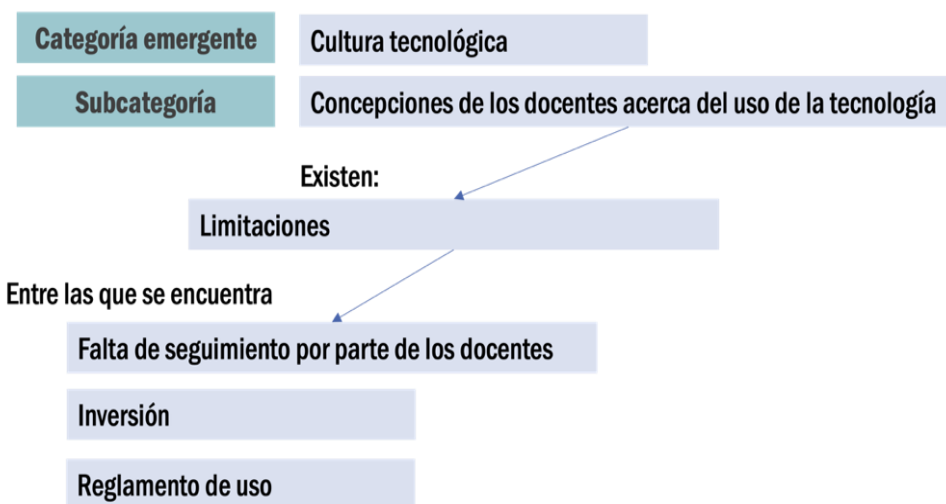 Categoría emergente
Cultura tecnológica
Subcategoría
Concepciones de los docentes acerca del uso de la tecnología
Existen:
Limitaciones
Entre las que se encuentra
Falta de seguimiento por parte de los docentes
Inversión
Reglamento de uso